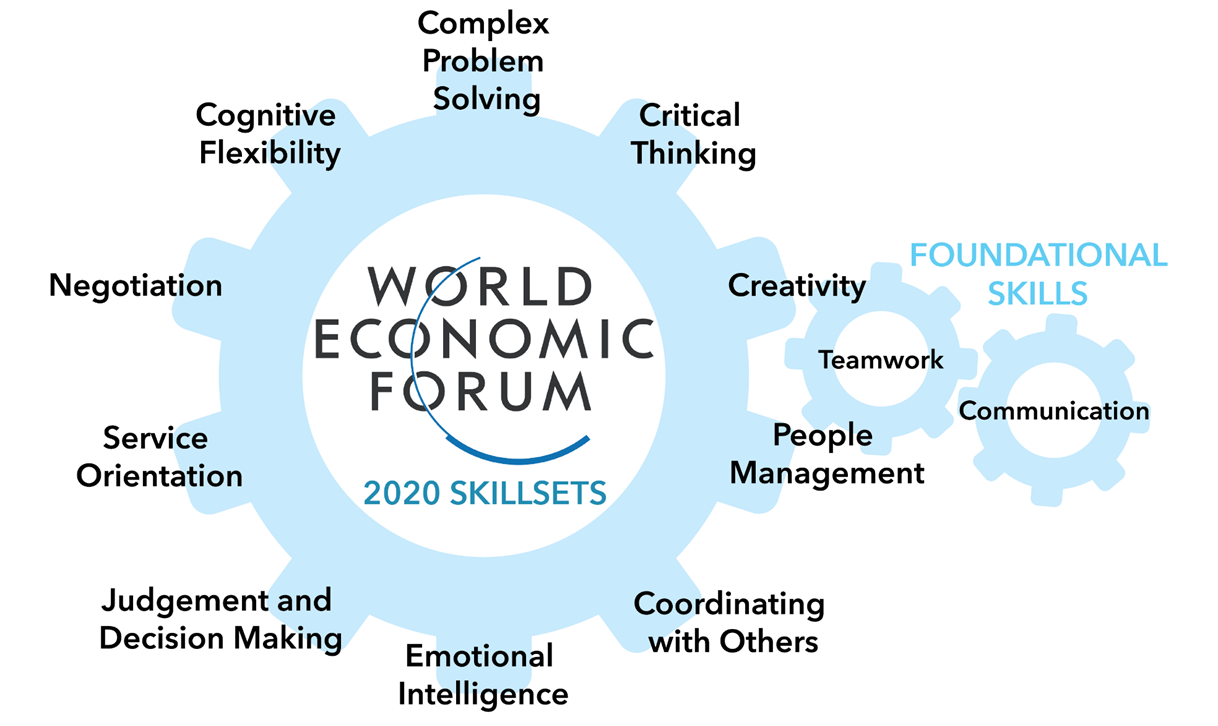 Complex
Problem
Solving
Cognitive
Flexibility
Critical
Thinking
Negotiation
WORLD
ECONOMIC
FORUM
2020 SKILLSETS
Creativity
FOUNDATIONAL
SKILLS
Teamwork
Communication
Service
Orientation
People
Management
Judgement and
Decision Making
Emotional
Intelligence
Coordinating
with Others